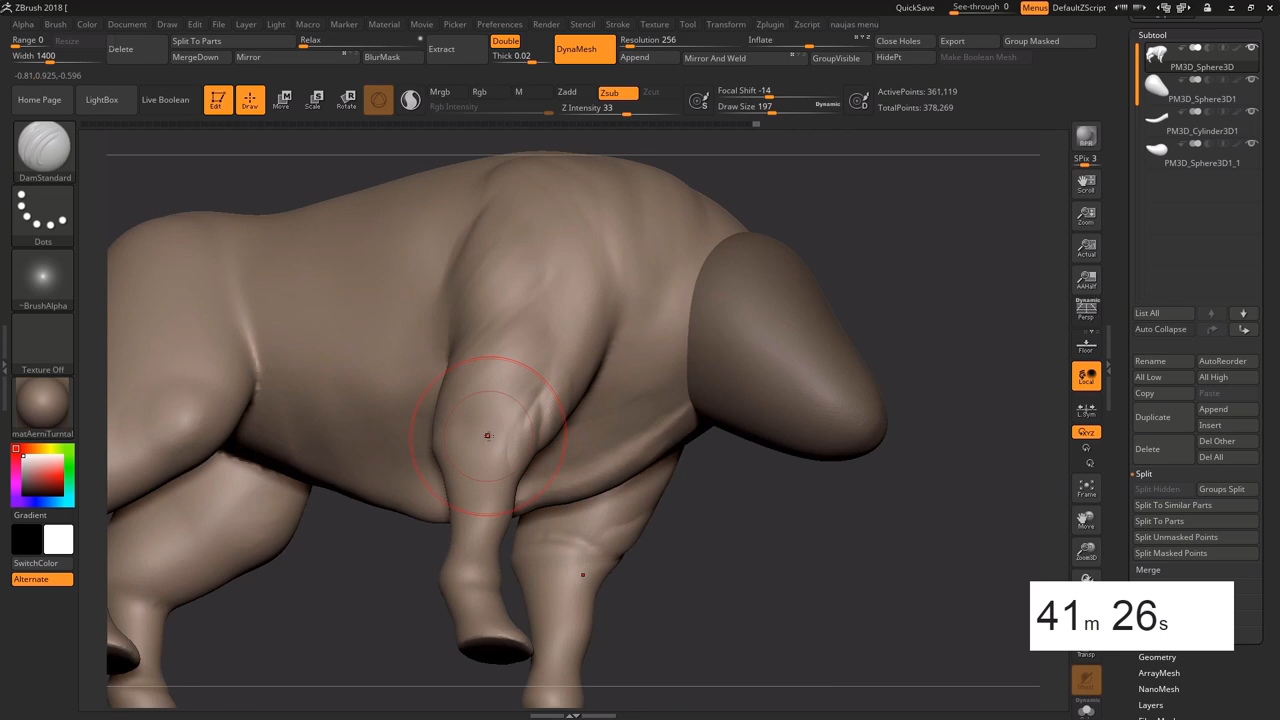 ZBrush 2018 [
QuickSave
See-through 0
Menus
DefaultZScript
Alpha Brush Color Document Draw Edit File Layer Light Macro Marker Material Movie Picker Preferences Render Stencil Stroke Texture Tool Transform Zplugin Zscript naujas menu
Range 0 Resize
Width 1400
Delete
Split To Parts
MergeDown Mirror
Relax
BlurMask
Extract
Double
Thick 0.02
DynaMesh
Resolution 256
Append
Inflate
Mirror And Weld
GroupVisible
Close Holes
HidePt
Export
Make Boolean Mesh
Group Masked
-0.81,0.925,-0.596
Home Page
LightBox
Live Boolean
Edit
Draw
Move
Scale
Rotate
Mrgb Rgb M
Rgb Intensity
Zadd Zsub Zcut
Z Intensity 33
Focal Shift -14
Draw Size 197
Dynamic
ActivePoints: 361,119
TotalPoints: 378,269
DamStandard
Dots
~BrushAlpha
Texture Off
matAerniTurntal
Gradient
SwitchColor
Alternate
BPR
SPix 3
Scroll
Zoom
Actual
AAHalf
Dynamic
Persp
Floor
Local
L.Sym
XYZ
Frame
Move
Zoom3D
Transp
Dynamic
Subtool
PM3D_Sphere3D
PM3D_Sphere3D1
PM3D_Cylinder3D1
PM3D_Sphere3D1_1
List All
Auto Collapse
Rename AutoReorder
All Low All High
Copy Paste
Duplicate
Append
Insert
Delete
Del Other
Del All
Split
Split Hidden Groups Split
Split To Similar Parts
Split To Parts
Split Unmasked Points
Split Masked Points
Merge
41m 26s
Geometry
ArrayMesh
NanoMesh
Layers